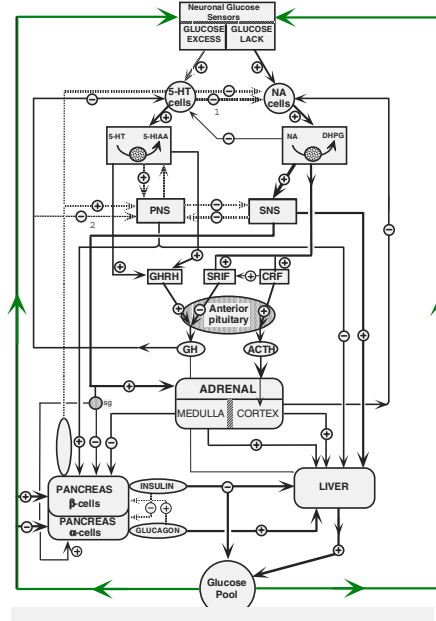 Neuronal Glucose
Sensors
GLUCOSE EXCESS
GLUCOSE LACK
+ +
5-HT cells
NA cells
- -
1
+ +
-
5-HT 5-HIAA
NA DHPG
+ +
+ -
PNS
SNS
- -
2
-
+ +
+
GHRH
SRIF
+
CRF
+ - +
Anterior
pituitary
- +
GH
ACTH
+
ADRENAL
MEDULLA
CORTEX
sg
+ - -
+ +
PANCREAS
β-cells
PANCREAS
α-cells
INSULIN
- +
GLUCAGON
-
+
+
-
+
LIVER
+
Glucose
Pool